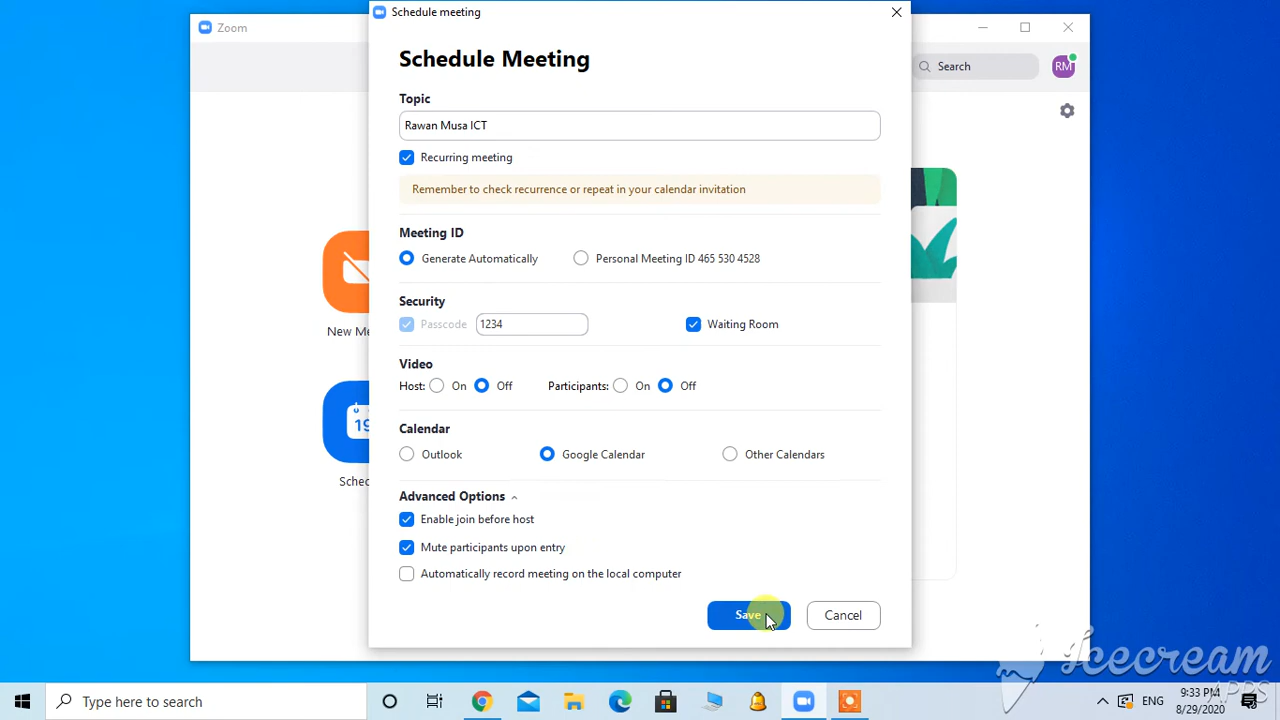 Schedule meeting
Zoom
Schedule Meeting
Search
RM
Topic
Rawan Musa ICT
Recurring meeting
Remember to check recurrence or repeat in your calendar invitation
Meeting ID
Generate Automatically
Personal Meeting ID 465 530 4528
Security
Passcode
1234
Waiting Room
New Me
Video
Host: On Off Participants: On Off
19
Calendar
Outlook
Google Calendar
Other Calendars
Sched
Advanced Options
Enable join before host
Mute participants upon entry
Automatically record meeting on the local computer
Save
Cancel
Icecream
APPS
Type here to search
ENG
9:33 PM
8/29/2020